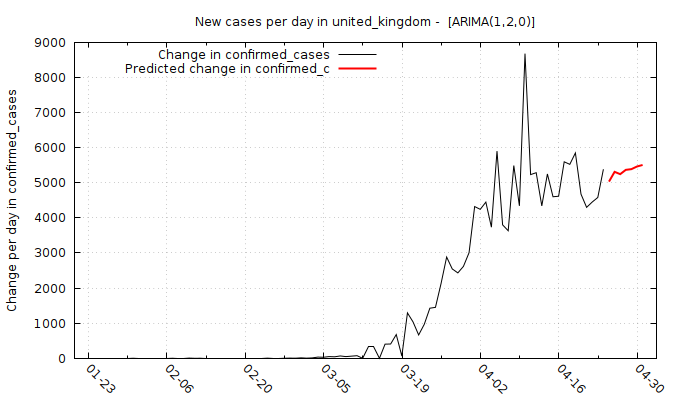 New cases per day in united_kingdom -  [ARIMA(1,2,0)]
Change in confirmed_cases
Predicted change in confirmed_c
Change per day in confirmed_cases
9000
8000
7000
6000
5000
4000
3000
2000
1000
0
01-23 02-06 02-20 03-05 03-19 04-02 04-16 04-30